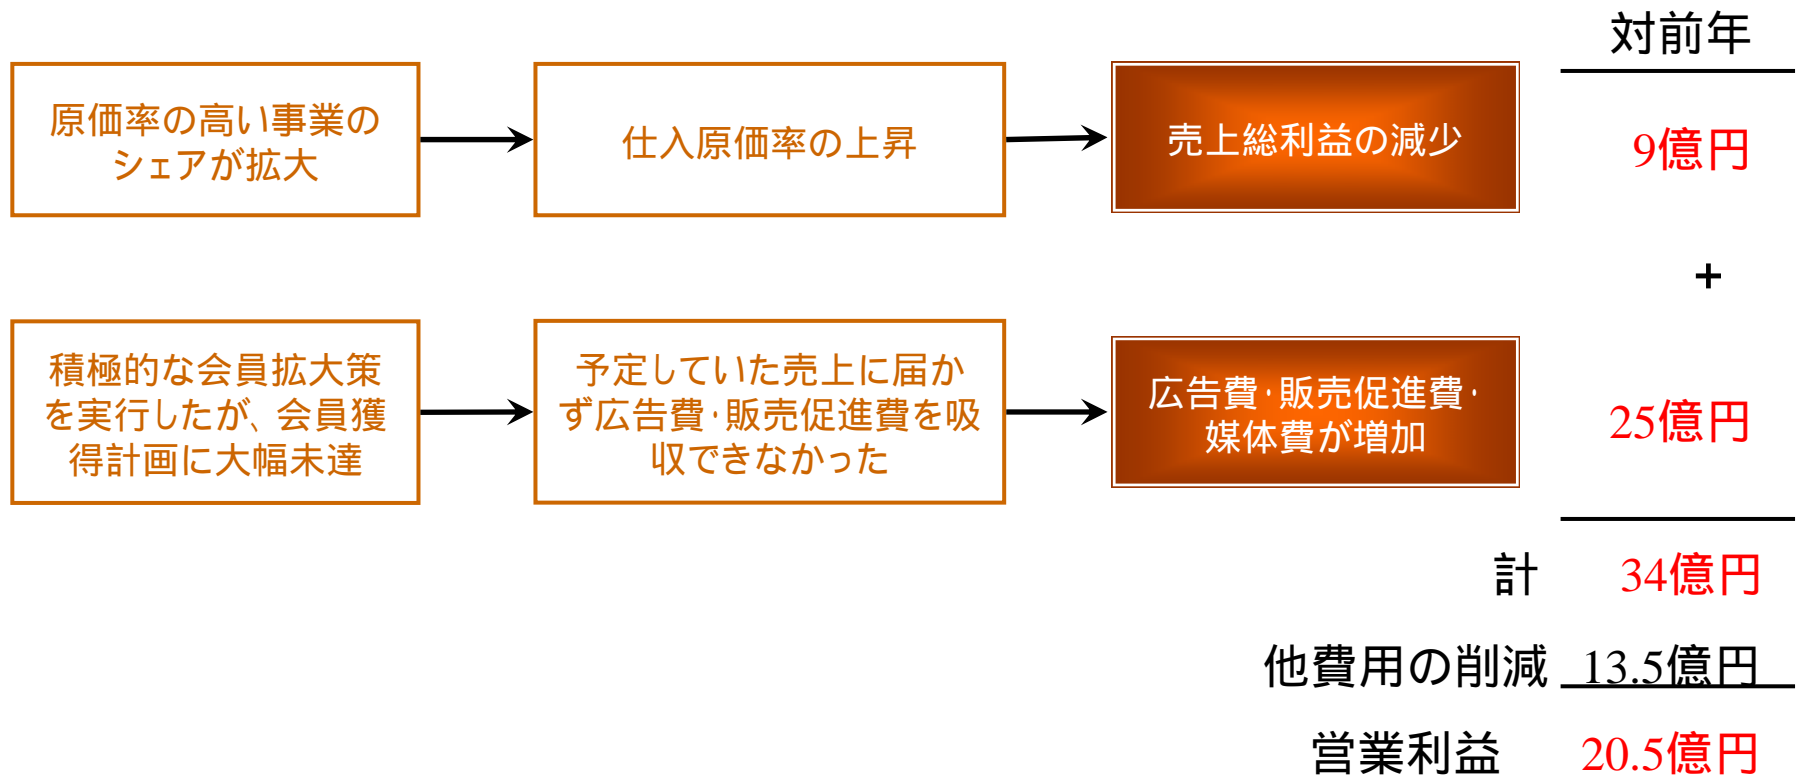 対前年
原価率の高い事業の
シェアが拡大
仕入原価率の上昇
売上総利益の減少
9億円
+
積極的な会員拡大策
を実行したが、会員獲
得計画に大幅未達
予定していた売上に届か
ず広告費・販売促進費を吸
収できなかった
広告費・販売促進費・
媒体費が増加
25億円
計 34億円
他費用の削減 13.5億円
営業利益 20.5億円